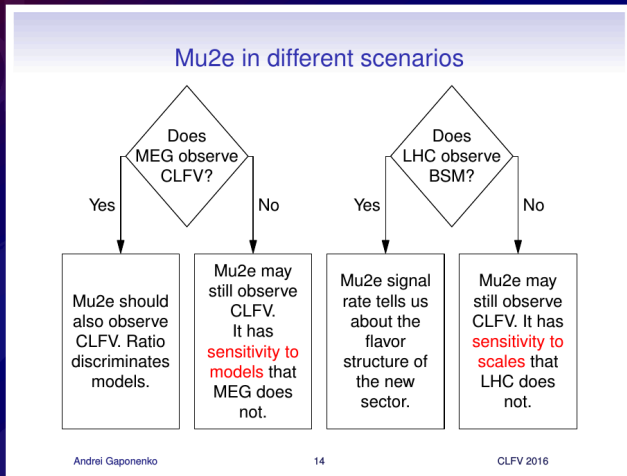 Mu2e in different scenarios
Does
MEG observe
CLFV?
Yes
No
Mu2e should
also observe
CLFV. Ratio
discriminates
models.
Mu2e may
still observe
CLFV.
It has
sensitivity to
models that
MEG does
not.
Does
LHC observe
BSM?
Yes
No
Mu2e signal
rate tells us
about the
flavor
structure of
the new
sector.
Mu2e may
still observe
CLFV. It has
sensitivity to
scales that
LHC does
not.
Andrei Gaponenko
14
CLFV 2016